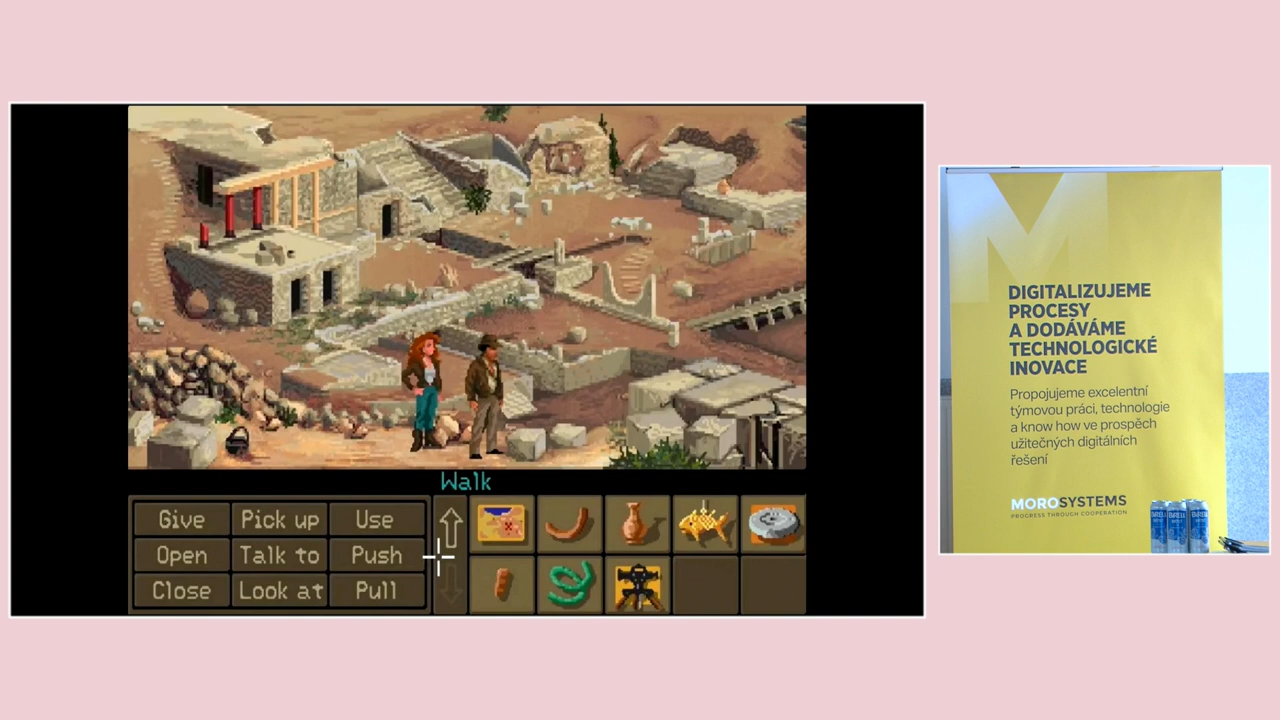 Walk
Give
Pick up
Use
Open
Talk to
Push
Close
Look at
Pull
DIGITALIZUJEME
PROCESY
A DODÁVÁME
TECHNOLOGICKÉ
INOVACE
Propojujeme excelentní
týmovou práci, technologie
a know how ve prospěch
užitečných digitálních
řešení
MOROSYSTEMS
PROGRESS THROUGH COOPERATION